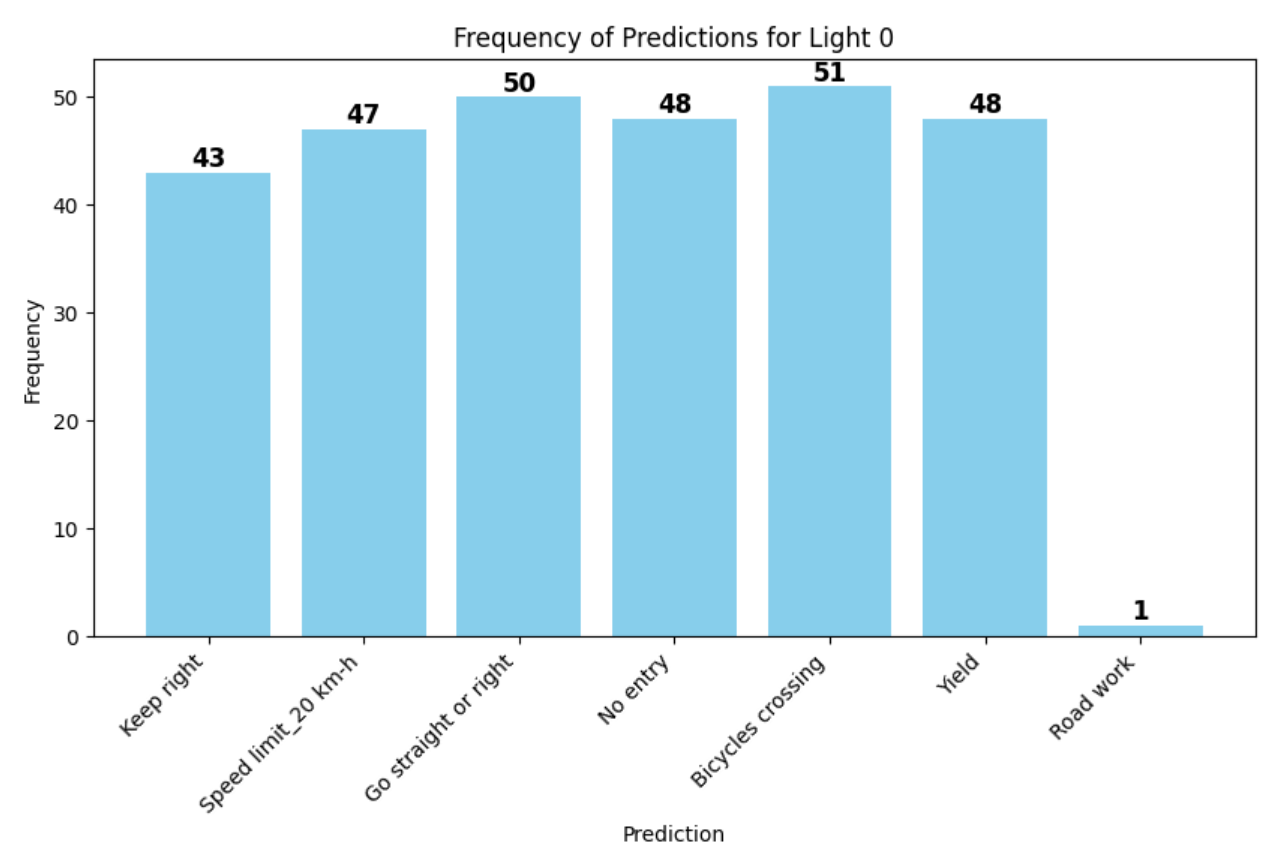 Frequency of Predictions for Light 0
Frequency
50
40
30
20
10
0
43
47
50
48
51
48
1
Keep right
Speed limit_20 km-h
Go straight or right
No entry
Bicycles crossing
Yield
Road work
Prediction